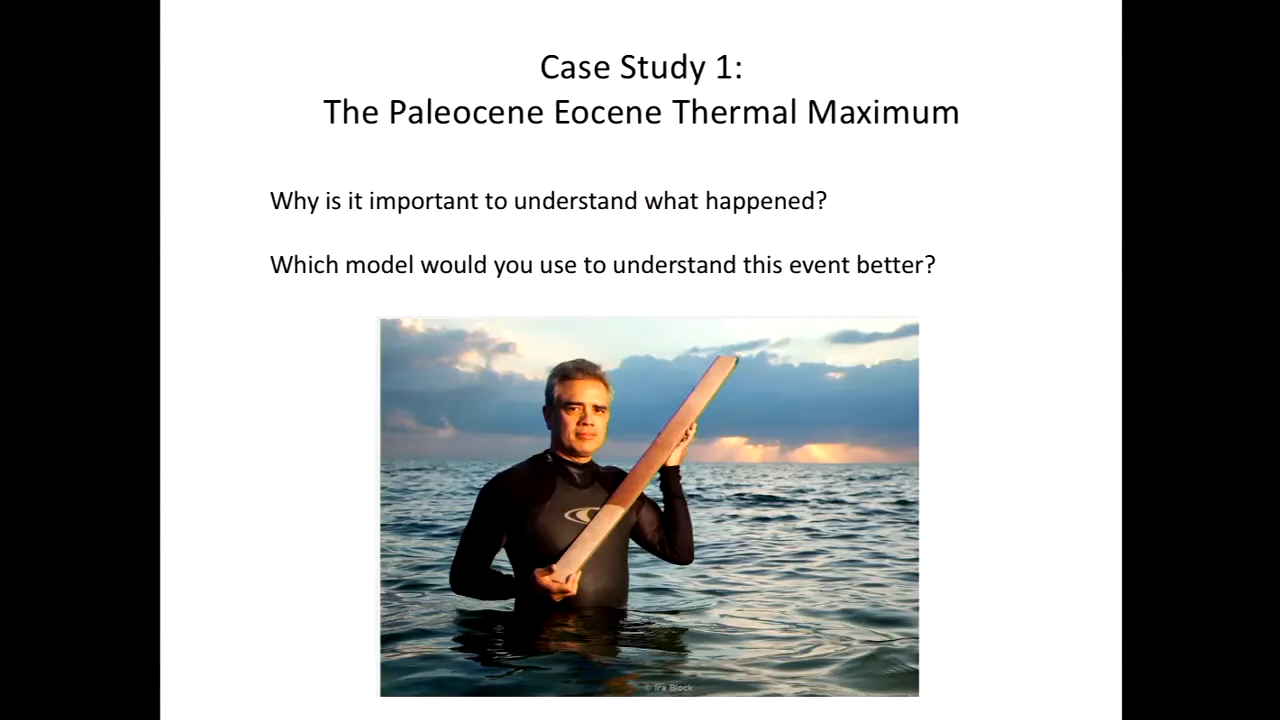 Case Study 1:
The Paleocene Eocene Thermal Maximum
Why is it important to understand what happened?
Which model would you use to understand this event better?
© Ira Block